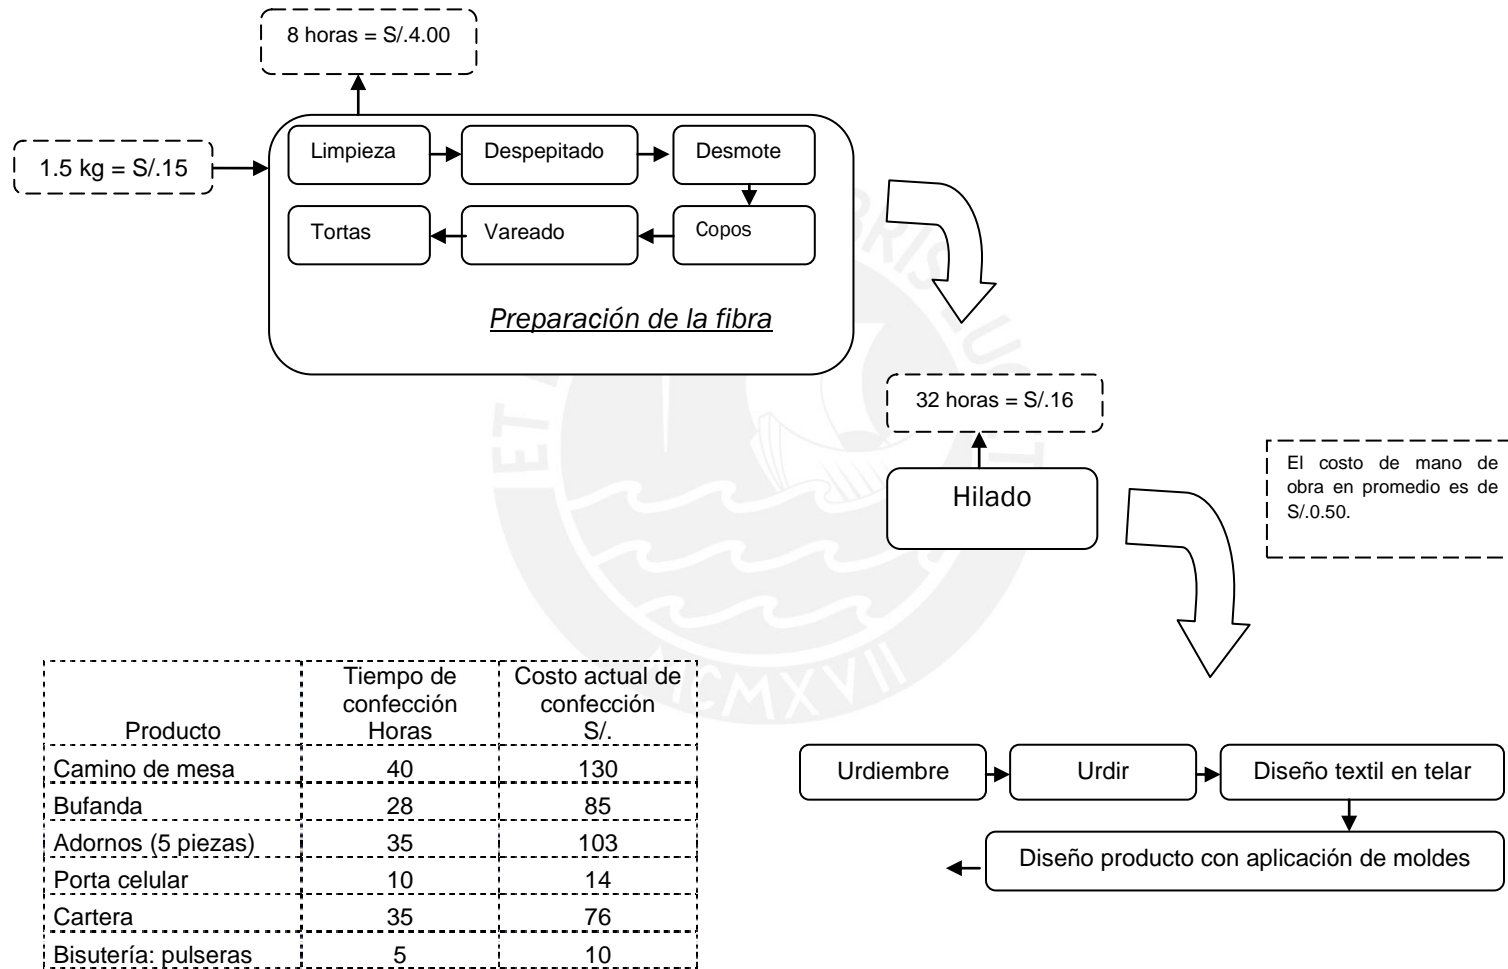 8 horas = S/.4.00
1.5 kg = S/.15
Limpieza
Despepitado
Desmote
Tortas
Vareado
Copos
Preparación de la fibra
32 horas = S/.16
Hilado
El costo de mano de
obra en promedio es de
S/.0.50.
Producto
Tiempo de
confección
Horas
Costo actual de
confección
S/.
Camino de mesa 40 130
Bufanda 28 85
Adornos (5 piezas) 35 103
Porta celular 10 14
Cartera 35 76
Bisutería: pulseras 5 10
Urdiembre
Urdir
Diseño textil en telar
Diseño producto con aplicación de moldes
MCMXVII